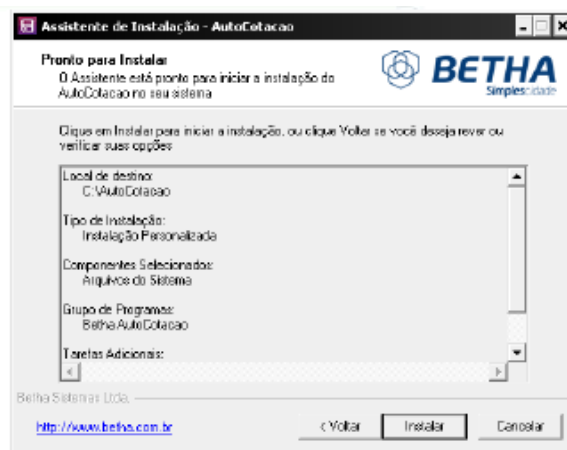 Assistente de Instalação - AutoCotacao
Pronto para Instalar
O Assistente está pronto para iniciar a instalação do
AutoCotacao no seu sistema
BETHA
Simplescidade
Clique em Instalar para iniciar a instalação, ou clique Voltar se você deseja rever ou
verificar suas opções
Local de destino:
C:\AutoCotacao
Tipo de Instalação:
Instalação Personalizada
Componentes Selecionados:
Arquivos do Sistema
Grupo de Programas:
Betha AutoCotacao
Tarefas Adicionais:
Betha Sistemas Ltda.
http://www.betha.com.br
< Voltar
Instalar
Cancelar